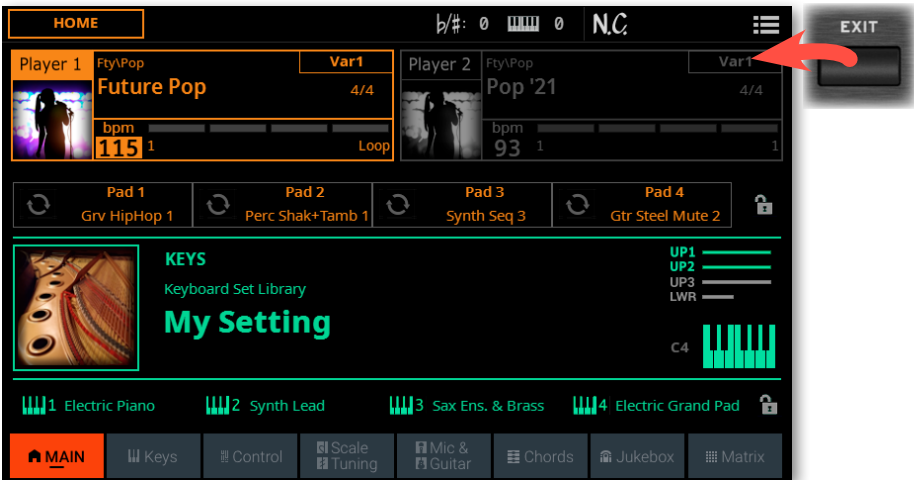 HOME
b/#: 0 0 N.C.
EXIT
Player 1 Fty\Pop Var1
Future Pop 4/4
bpm
115 1 Loop
Player 2 Fty\Pop Var1
Pop '21 4/4
bpm
93 1 1
Pad 1 Pad 2 Pad 3 Pad 4
Grv HipHop 1 Perc Shak+Tamb 1 Synth Seq 3 Gtr Steel Mute 2
KEYS
Keyboard Set Library
My Setting
UP1
UP2
UP3
LWR
C4
1 Electric Piano 2 Synth Lead 3 Sax Ens. & Brass 4 Electric Grand Pad
MAIN Keys Control Scale Tuning Mic & Guitar Chords Jukebox Matrix